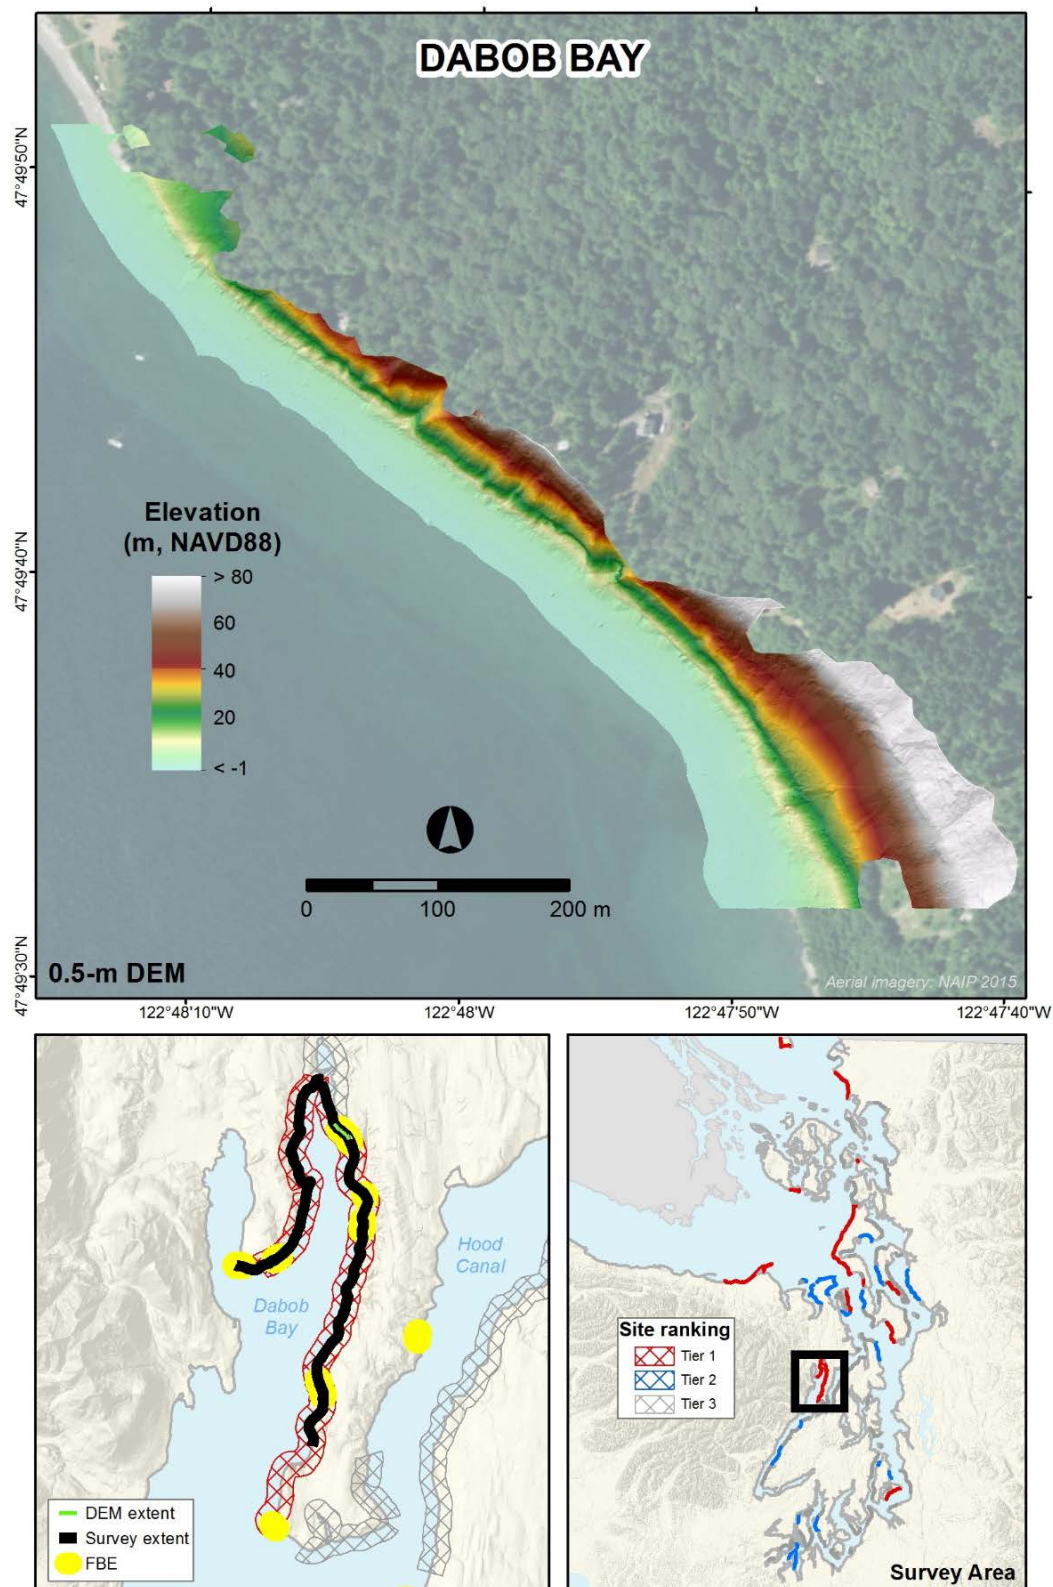 DABOB BAY
47°49'50"N
47°49'40"N
47°49'30"N
Elevation
(m, NAVD88)
> 80
60
40
20
< -1
0 100 200 m
0.5-m DEM
Aerial imagery: NAIP 2015
122°48'10"W 122°48'W 122°47'50"W 122°47'40"W
Hood
Canal
Dabob
Bay
DEM extent
Survey extent
FBE
Site ranking
Tier 1
Tier 2
Tier 3
Survey Area